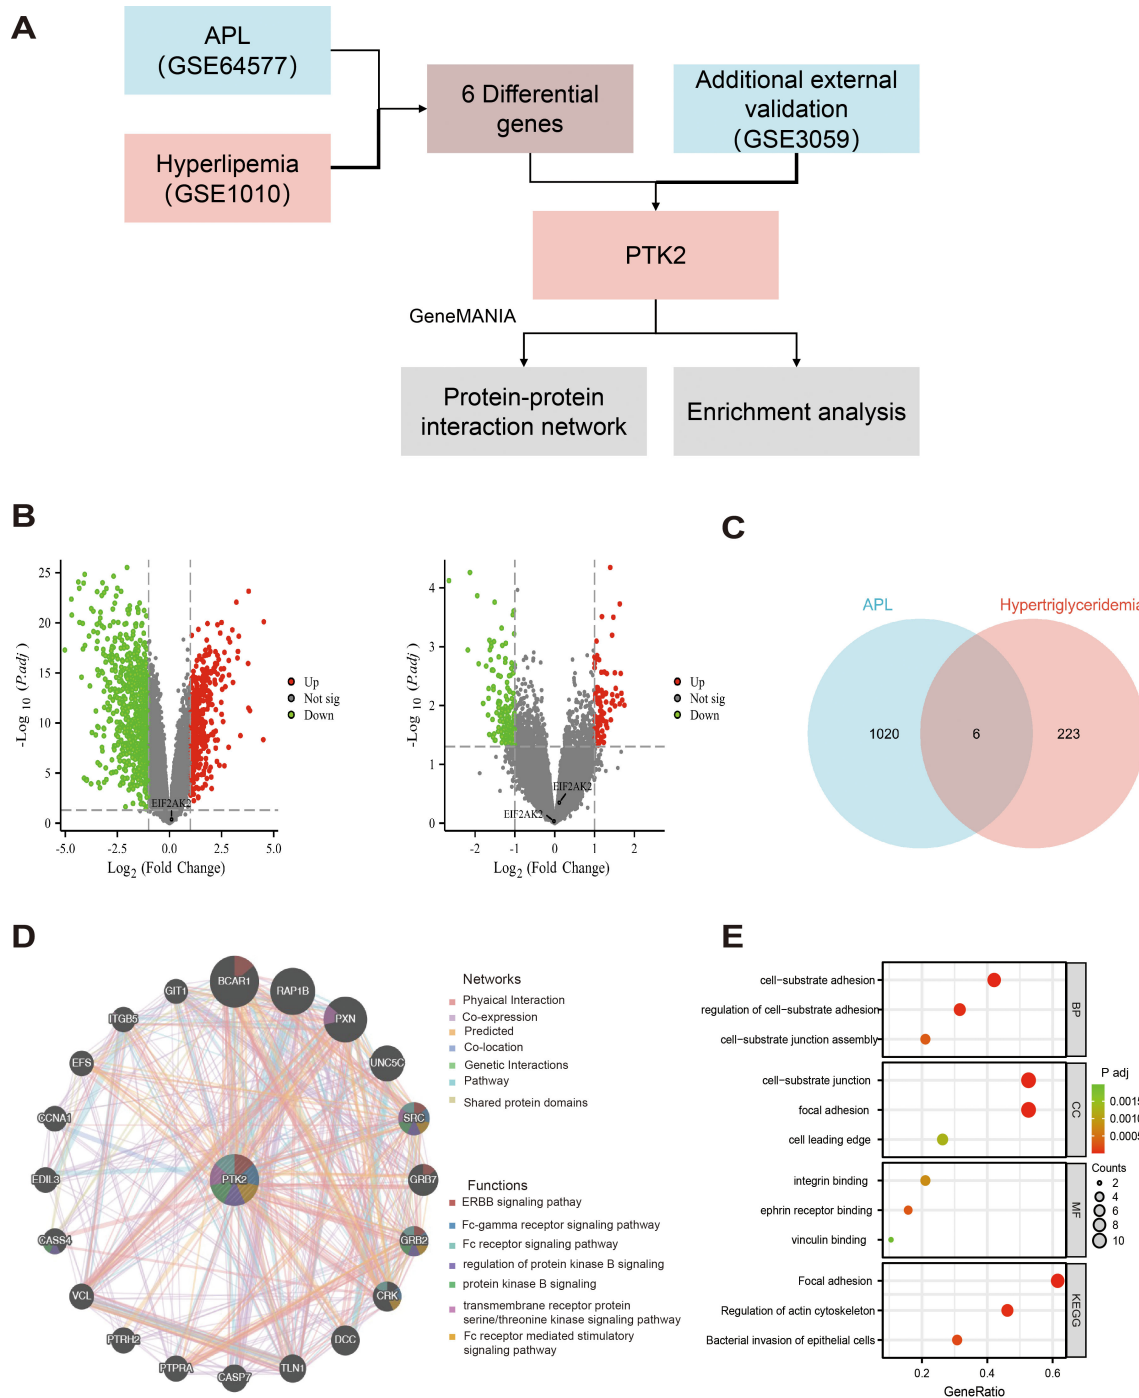 A
APL
(GSE64577)
Hyperlipemia
(GSE1010)
6 Differential
genes
Additional external
validation
(GSE3059)
PTK2
GeneMANIA
Protein-protein
interaction network
Enrichment analysis
B
-Log 10 (P.adj)
25
20
15
10
5
0
-5.0
-2.5
0.0
2.5
5.0
Log2 (Fold Change)
EIF2AK2
Up
Not sig
Down
-Log 10 (P.adj)
4
3
2
1
0
-2
-1
0
1
2
Log2 (Fold Change)
EIF2AK2
EIF2AK2
Up
Not sig
Down
C
APL
Hypertriglyceridemia
1020
6
223
D
BCAR1
RAP1B
PXN
UNC5C
SRC
GRB7
GRB2
CRK
DCC
TLN1
CASP7
PTPRA
PTRH2
VCL
CASS4
EDIL3
CCNA1
EFS
ITGB5
GIT1
PTK2
Networks
Phyaical Interaction
Co-expression
Predicted
Co-location
Genetic Interactions
Pathway
Shared protein domains
Functions
ERBB signaling pathay
Fc-gamma receptor signaling pathway
Fc receptor signaling pathway
regulation of protein kinase B signaling
protein kinase B signaling
transmembrane receptor protein
serine/threonine kinase signaling pathway
Fc receptor mediated stimulatory
signaling pathway
E
cell-substrate adhesion
regulation of cell-substrate adhesion
cell-substrate junction assembly
BP
cell-substrate junction
focal adhesion
cell leading edge
CC
integrin binding
ephrin receptor binding
vinculin binding
MF
Focal adhesion
Regulation of actin cytoskeleton
Bacterial invasion of epithelial cells
KEGG
0.2
0.4
0.6
GeneRatio
P adj
0.0015
0.0010
0.0005
Counts
2
4
6
8
10